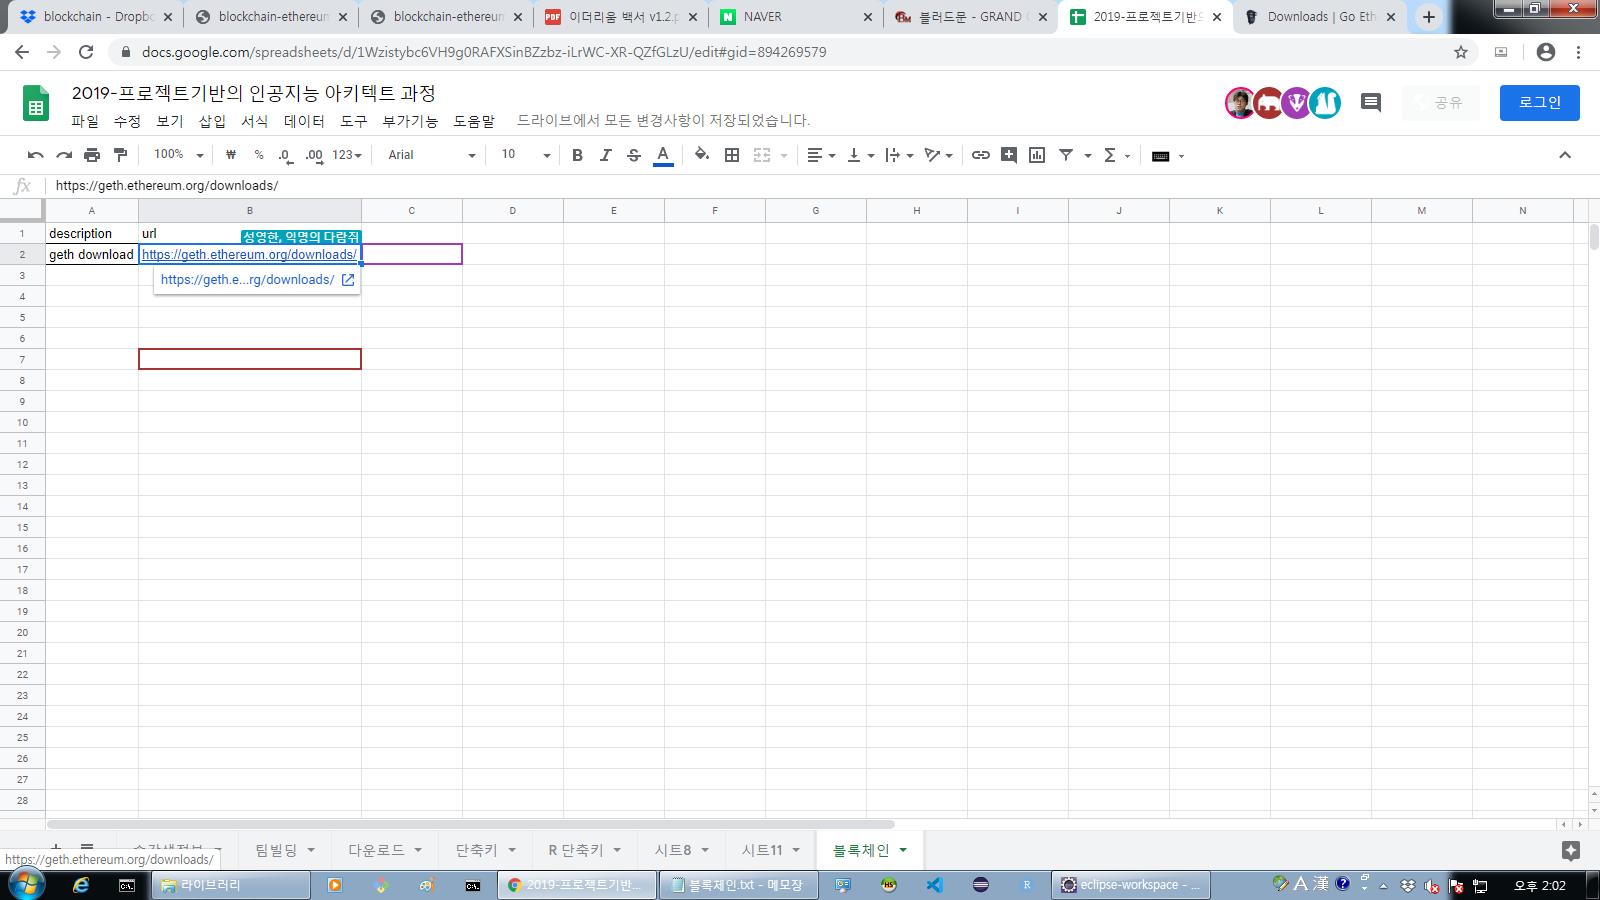 blockchain - Dropbo
blockchain-ethereum
blockchain-ethereum
PDF 이더리움 백서 v1.2.p
NAVER
블러드문 - GRAND
2019-프로젝트기반의
Downloads | Go Eth
docs.google.com/spreadsheets/d/1Wzistybc6VH9g0RAFXSinBZzbz-iLrWC-XR-QZfGLzU/edit#gid=894269579
2019-프로젝트기반의 인공지능 아키텍트 과정
파일 수정 보기 삽입 서식 데이터 도구 부가기능 도움말 드라이브에서 모든 변경사항이 저장되었습니다.
공유
로그인
100% ₩ % .0 .00 123 Arial 10 B I S A Σ
fx https://geth.ethereum.org/downloads/
A B C D E F G H I J K L M N
1 description url
성영한, 익명의 다람쥐
2 geth download https://geth.ethereum.org/downloads/
3 https://geth.e...rg/downloads/
4
5
6
7
8
9
10
11
12
13
14
15
16
17
18
19
20
21
22
23
24
25
26
27
28
팀빌딩 다운로드 단축키 R 단축키 시트8 시트11 블록체인
https://geth.ethereum.org/downloads/
라이브러리 2019-프로젝트기반... 블록체인.txt - 메모장 HS R eclipse-workspace - ... A 漢 오후 2:02